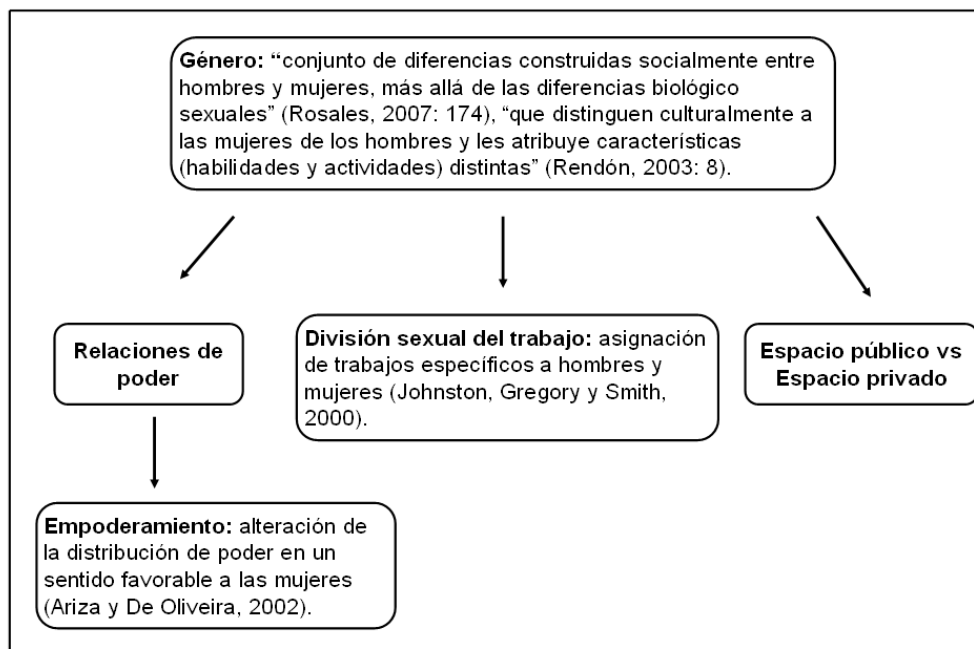 Género: “conjunto de diferencias construidas socialmente entre
hombres y mujeres, más allá de las diferencias biológico
sexuales” (Rosales, 2007: 174), “que distinguen culturalmente a
las mujeres de los hombres y les atribuye características
(habilidades y actividades) distintas” (Rendón, 2003: 8).
Relaciones de
poder
División sexual del trabajo: asignación
de trabajos específicos a hombres y
mujeres (Johnston, Gregory y Smith,
2000).
Espacio público vs
Espacio privado
Empoderamiento: alteración de
la distribución de poder en un
sentido favorable a las mujeres
(Ariza y De Oliveira, 2002).